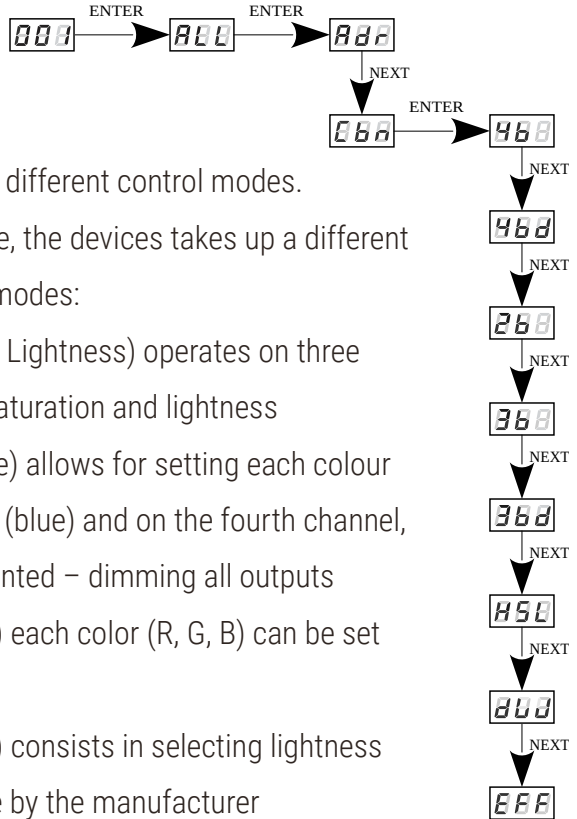 ENTER ENTER
001 ALL Adr
NEXT
ENTER
Cbn 4b
different control modes.
NEXT
e, the devices takes up a different
4bd
modes:
NEXT
Lightness) operates on three
2b
aturation and lightness
NEXT
e) allows for setting each colour
3b
(blue) and on the fourth channel,
NEXT
3bd
nted – dimming all outputs
NEXT
) each color (R, G, B) can be set
HSL
NEXT
dud
) consists in selecting lightness
NEXT
e by the manufacturer
EFF